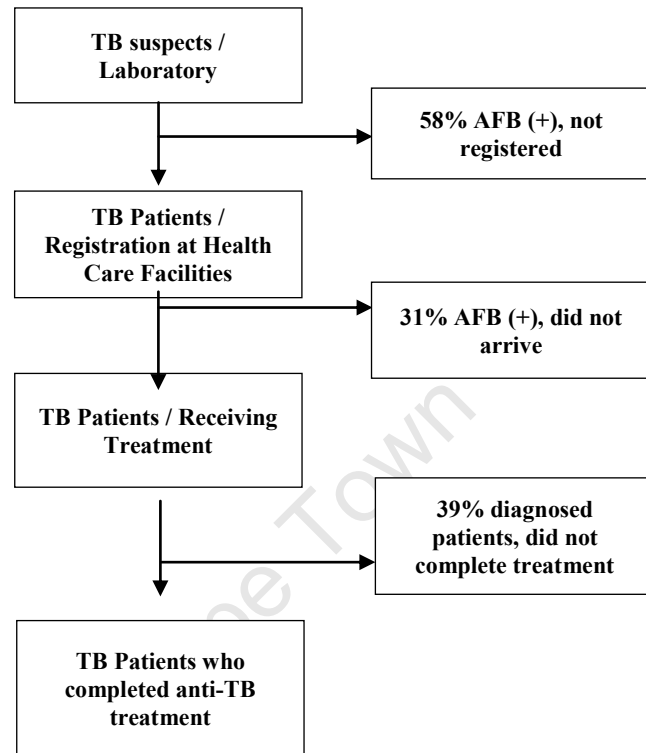 TB suspects /
Laboratory
58% AFB (+), not
registered
TB Patients /
Registration at Health
Care Facilities
31% AFB (+), did not
arrive
TB Patients / Receiving
Treatment
39% diagnosed
patients, did not
complete treatment
TB Patients who
completed anti-TB
treatment
Town